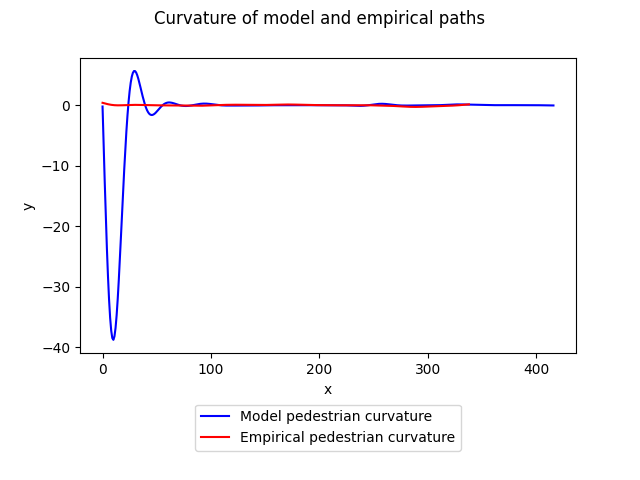 Curvature of model and empirical paths
0
−10
−20
−30
−40
y
0 100 200 300 400
x
Model pedestrian curvature
Empirical pedestrian curvature